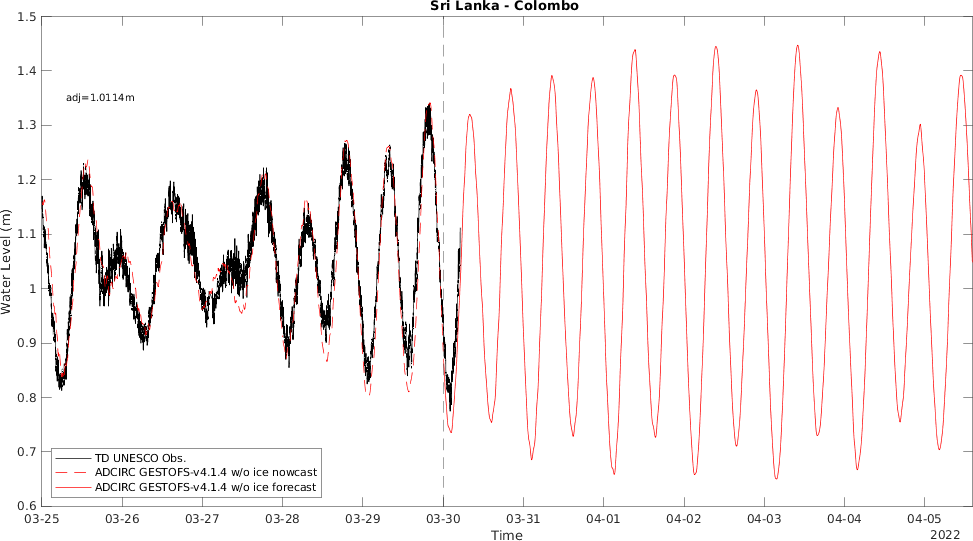 Sri Lanka - Colombo
1.5
1.4
1.3
1.2
1.1
1
0.9
0.8
0.7
0.6
Water Level (m)
adj=1.0114m
TD UNESCO Obs.
ADCIRC GESTOFS-v4.1.4 w/o ice nowcast
ADCIRC GESTOFS-v4.1.4 w/o ice forecast
03-25 03-26 03-27 03-28 03-29 03-30 03-31 04-01 04-02 04-03 04-04 04-05
Time
2022